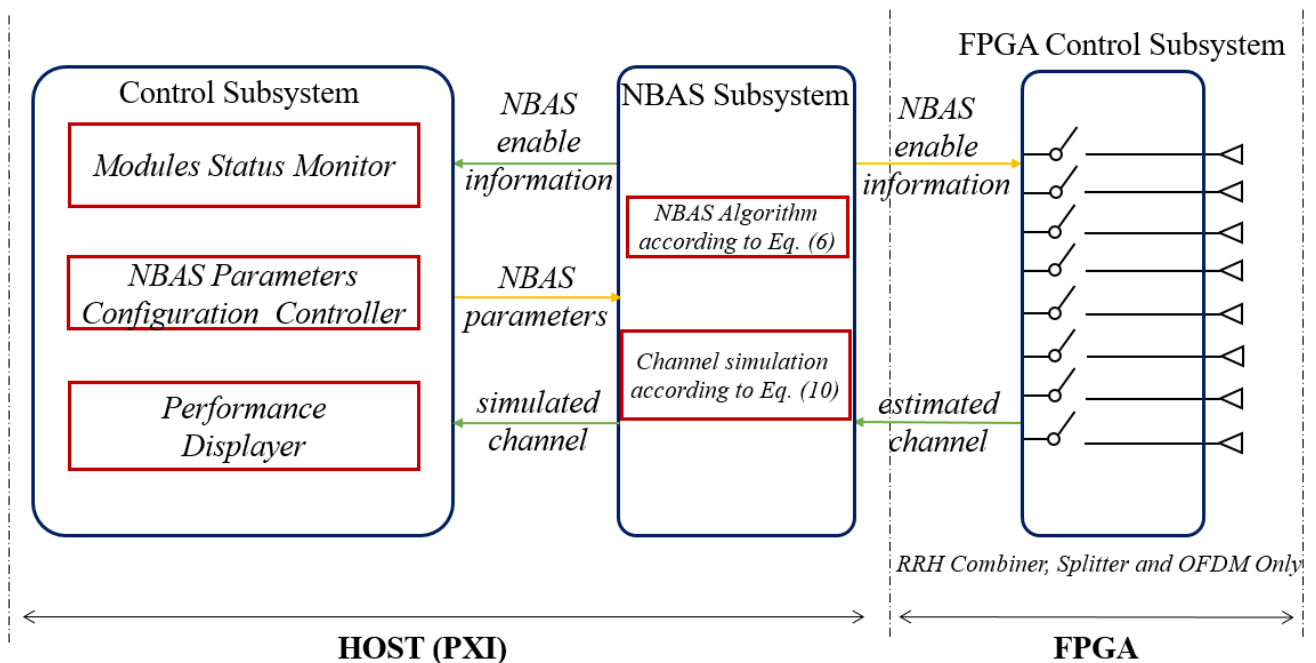 Control Subsystem
Modules Status Monitor
NBAS Parameters
Configuration Controller
Performance
Displayer
NBAS
enable
information
NBAS
parameters
simulated
channel
NBAS Subsystem
NBAS Algorithm
according to Eq. (6)
Channel simulation
according to Eq. (10)
NBAS
enable
information
estimated
channel
FPGA Control Subsystem
RRH Combiner, Splitter and OFDM Only
HOST (PXI)
FPGA